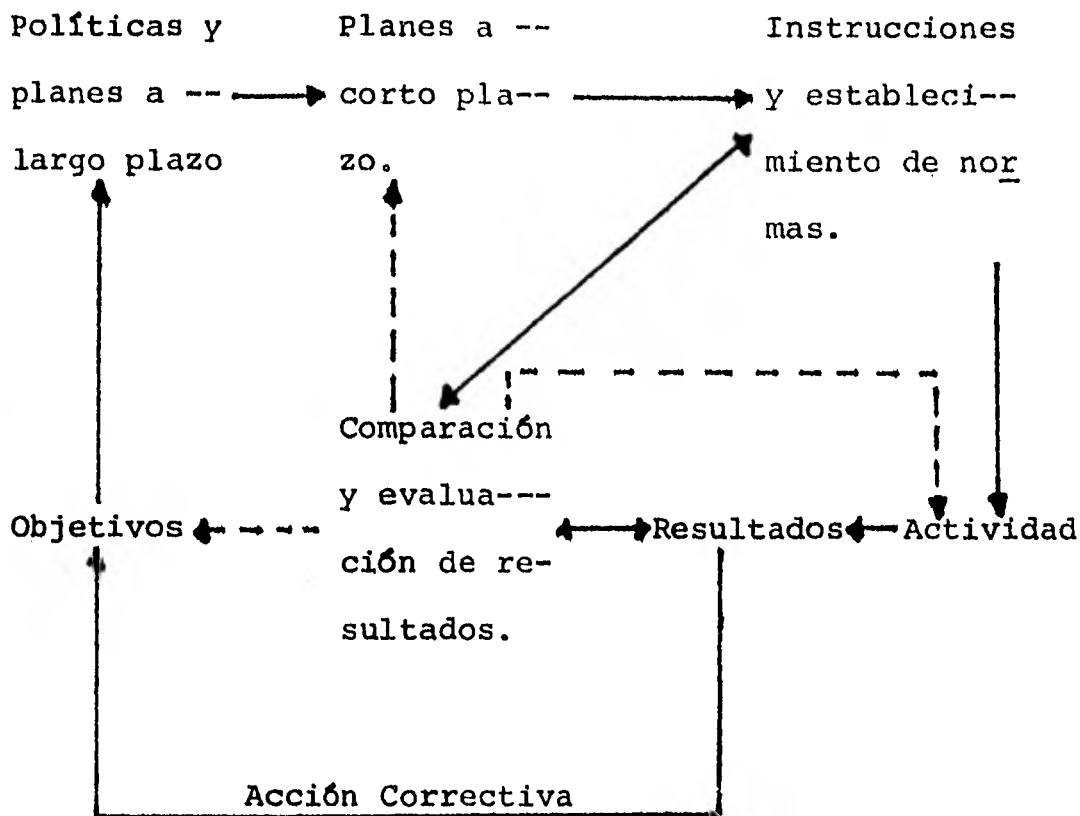 Políticas y
planes a --
largo plazo
Planes a --
corto pla--
zo.
Instrucciones
y estableci--
miento de nor
mas.
Comparación
y evalua---
ción de re-
sultados.
Objetivos
Resultados
Actividad
Acción Correctiva